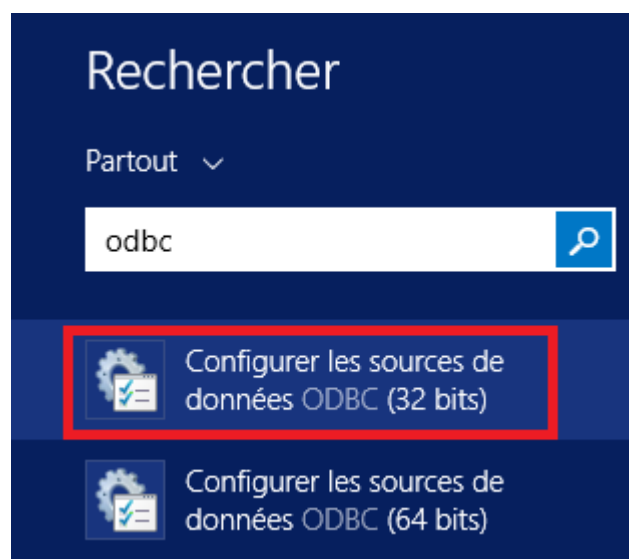 Rechercher
Partout
odbc
Configurer les sources de
données ODBC (32 bits)
Configurer les sources de
données ODBC (64 bits)